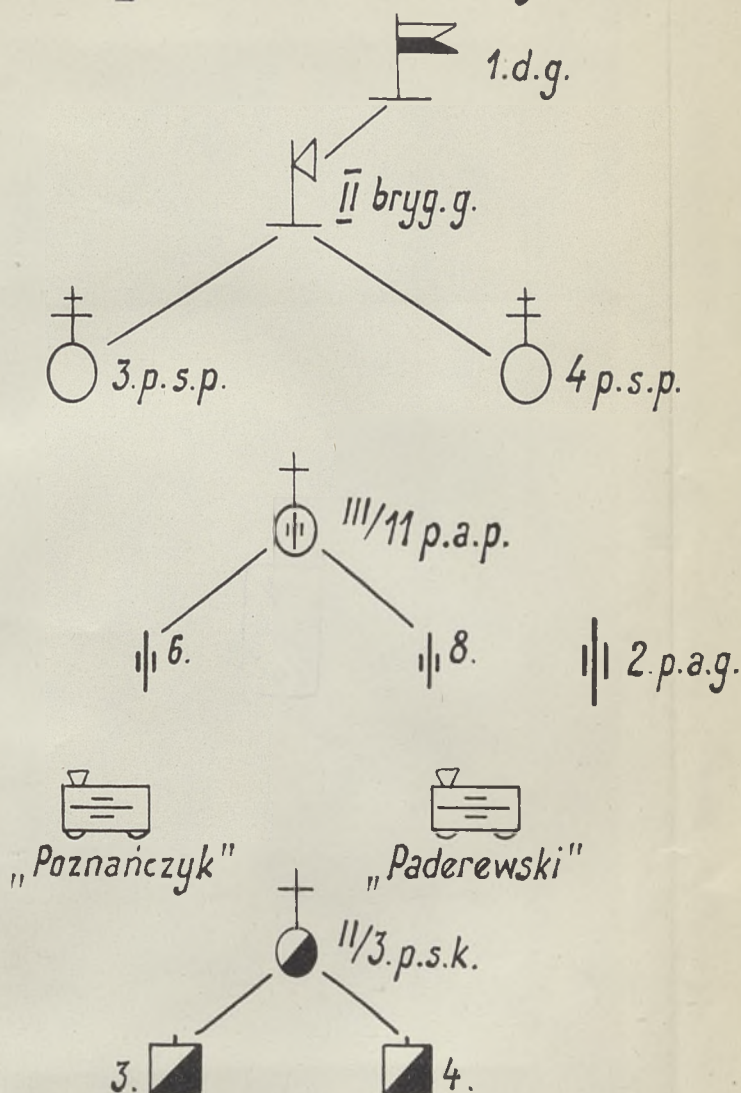 1.d.g.
II bryg.g.
3.p.s.p.
4 p.s.p.
III/11 p.a.p.
6.
8.
2.p.a.g.
„Poznańczyk"
„Paderewski"
II/3.p.s.k.
3.
4.